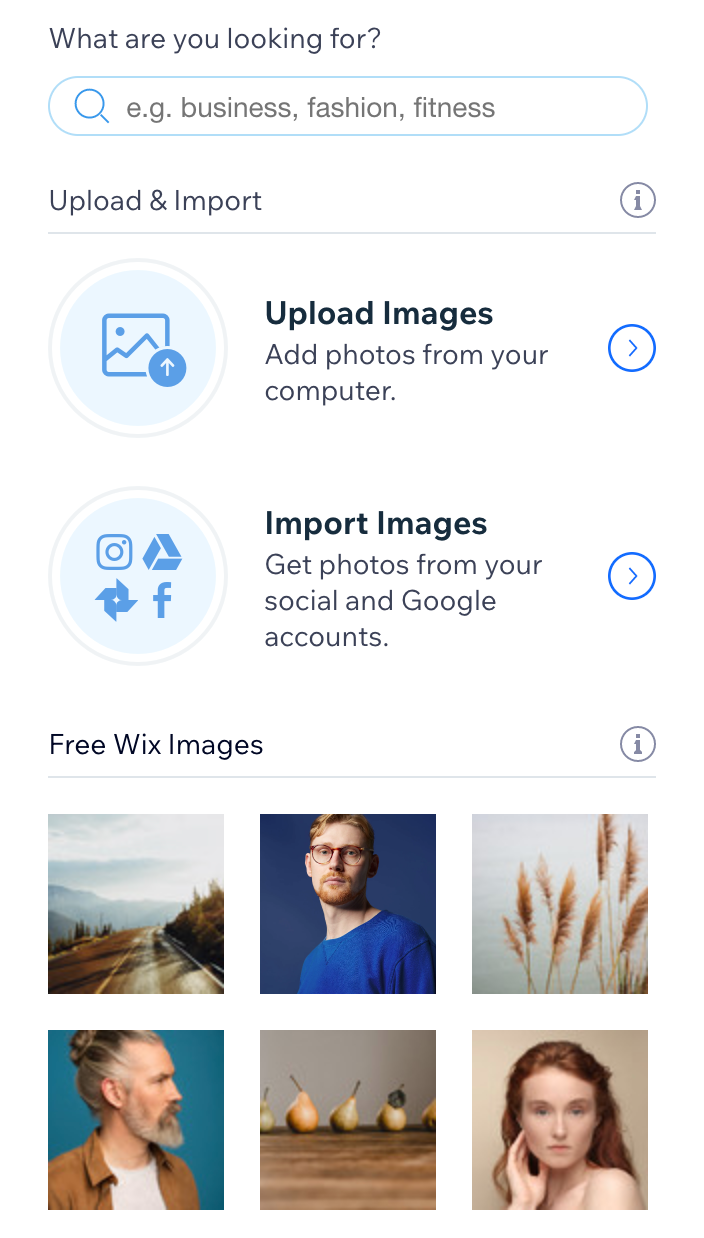 What are you looking for?
e.g. business, fashion, fitness
Upload & Import
Upload Images
Add photos from your
computer.
Import Images
Get photos from your
social and Google
accounts.
Free Wix Images